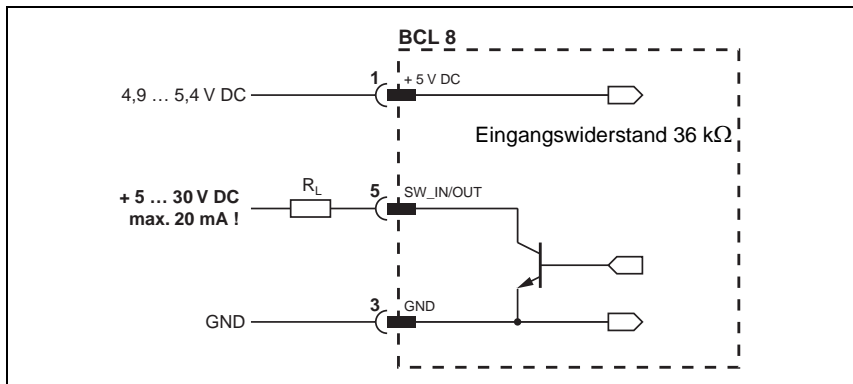 BCL 8
1
+ 5 V DC
4,9 … 5,4 V DC
Eingangswiderstand 36 kΩ
+ 5 … 30 V DC
max. 20 mA !
RL
5
SW_IN/OUT
3
GND
GND